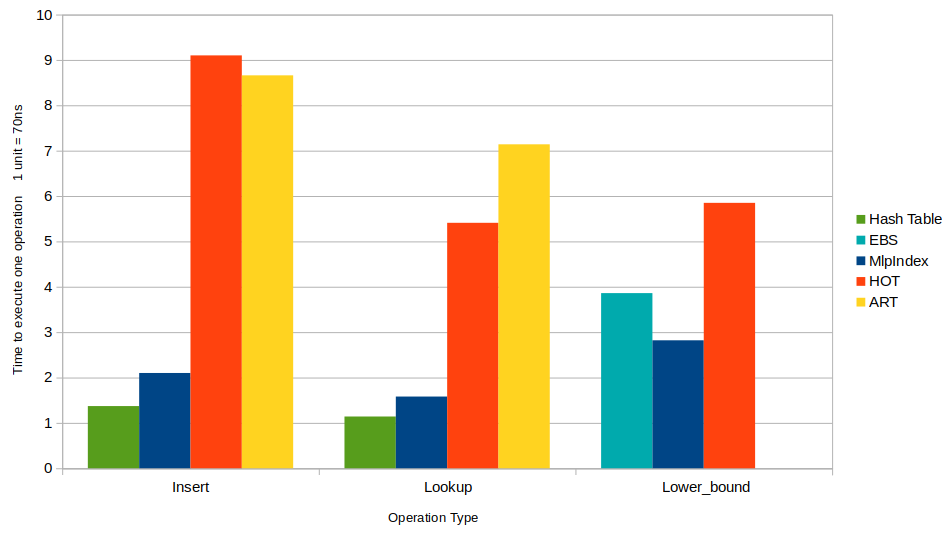 10
9
8
7
6
5
4
3
2
1
0
Time to execute one operation 1 unit = 70ns
Insert
Lookup
Lower_bound
Operation Type
Hash Table
EBS
MlpIndex
HOT
ART